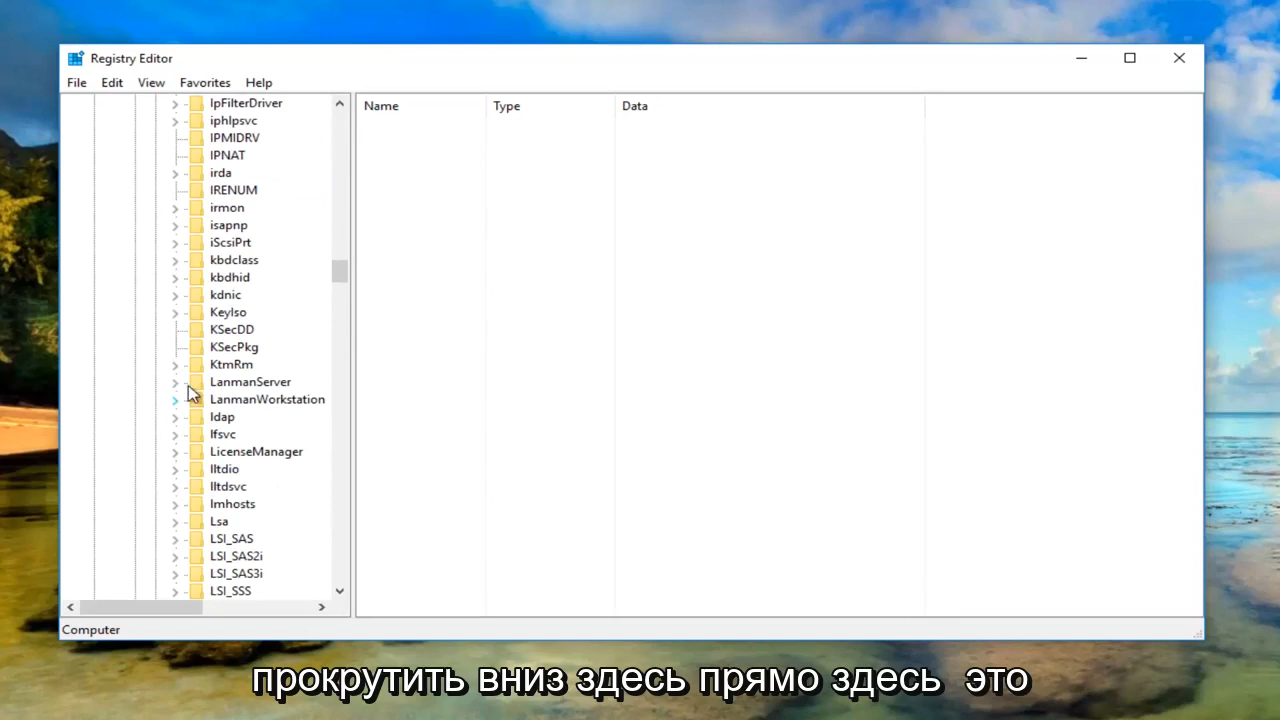 Registry Editor
File Edit View Favorites Help
Name Type Data
IpFilterDriver
iphlpsvc
IPMIDRV
IPNAT
irda
IRENUM
irmon
isapnp
iScsiPrt
kbdclass
kbdhid
kdnic
KeyIso
KSecDD
KSecPkg
KtmRm
LanmanServer
LanmanWorkstation
ldap
lfsvc
LicenseManager
lltdio
lltdsvc
lmhosts
Lsa
LSI_SAS
LSI_SAS2i
LSI_SAS3i
LSI_SSS
Computer
прокрутить вниз здесь прямо здесь это